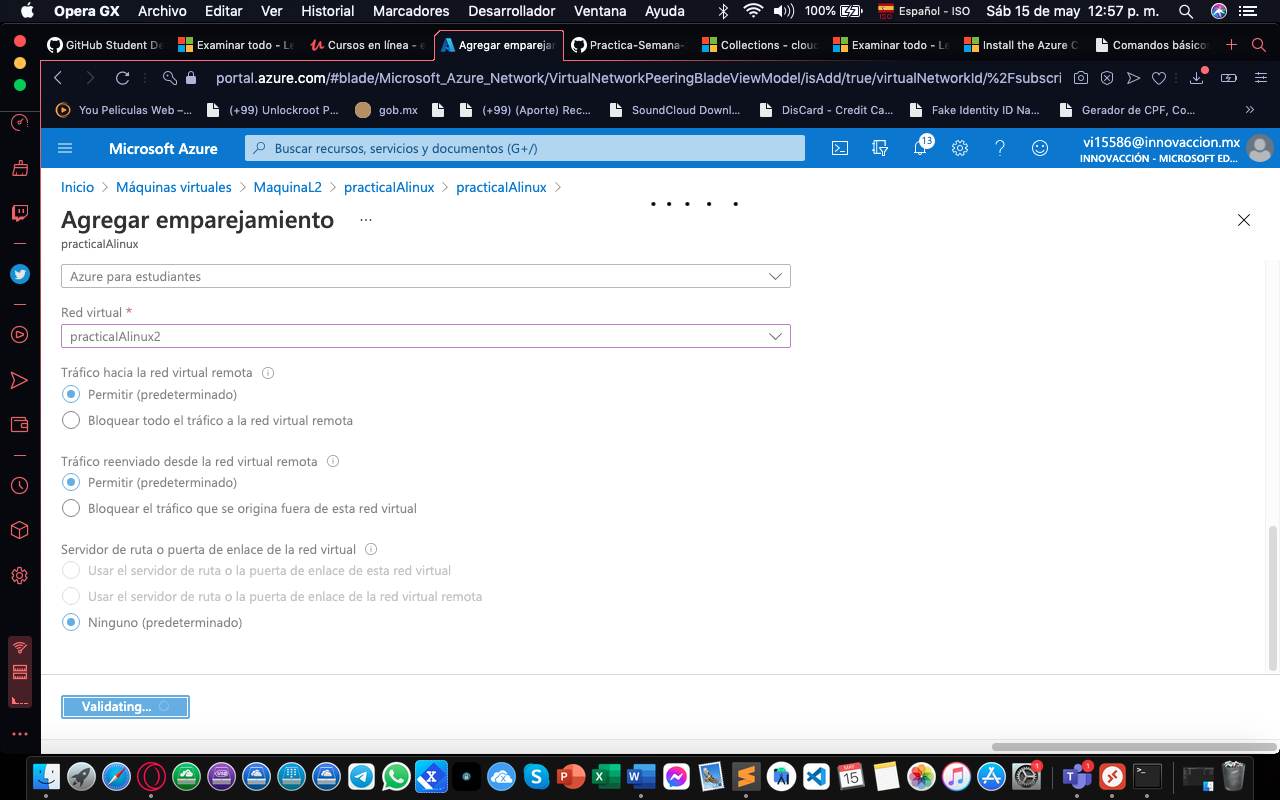 Opera GX Archivo Editar Ver Historial Marcadores Desarrollador Ventana Ayuda 100% Español - ISO Sáb 15 de may 12:57 p. m.
GitHub Student De Examinar todo - Le Cursos en línea - e Agregar emparejar Practica-Semana- Collections - clou Examinar todo - Le Install the Azure C Comandos básico
portal.azure.com/#blade/Microsoft_Azure_Network/VirtualNetworkPeeringBladeViewModel/isAdd/true/virtualNetworkId/%2Fsubscri
You Peliculas Web –... (+99) Unlockroot P... gob.mx (+99) (Aporte) Rec... SoundCloud Downl... DisCard - Credit Ca... Fake Identity ID Na... Gerador de CPF, Co... »
Microsoft Azure
Buscar recursos, servicios y documentos (G+/)
13
vi15586@innovaccion.mx
INNOVACCIÓN - MICROSOFT ED...
Inicio > Máquinas virtuales > MaquinaL2 > practicaIAlinux > practicaIAlinux >
Agregar emparejamiento ...
practicaIAlinux
Azure para estudiantes
Red virtual *
practicaIAlinux2
Tráfico hacia la red virtual remota
Permitir (predeterminado)
Bloquear todo el tráfico a la red virtual remota
Tráfico reenviado desde la red virtual remota
Permitir (predeterminado)
Bloquear el tráfico que se origina fuera de esta red virtual
Servidor de ruta o puerta de enlace de la red virtual
Usar el servidor de ruta o la puerta de enlace de esta red virtual
Usar el servidor de ruta o la puerta de enlace de la red virtual remota
Ninguno (predeterminado)
Validating...
MAY
15
1
1